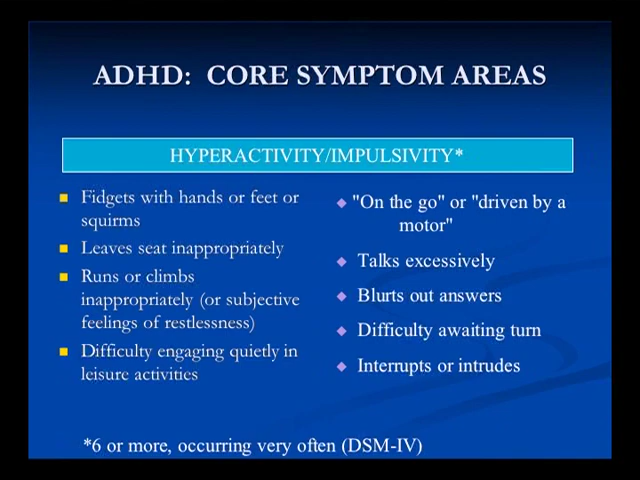 ADHD: CORE SYMPTOM AREAS
HYPERACTIVITY/IMPULSIVITY*
Fidgets with hands or feet or
squirms
Leaves seat inappropriately
Runs or climbs
inappropriately (or subjective
feelings of restlessness)
Difficulty engaging quietly in
leisure activities
"On the go" or "driven by a
motor"
Talks excessively
Blurts out answers
Difficulty awaiting turn
Interrupts or intrudes
*6 or more, occurring very often (DSM-IV)